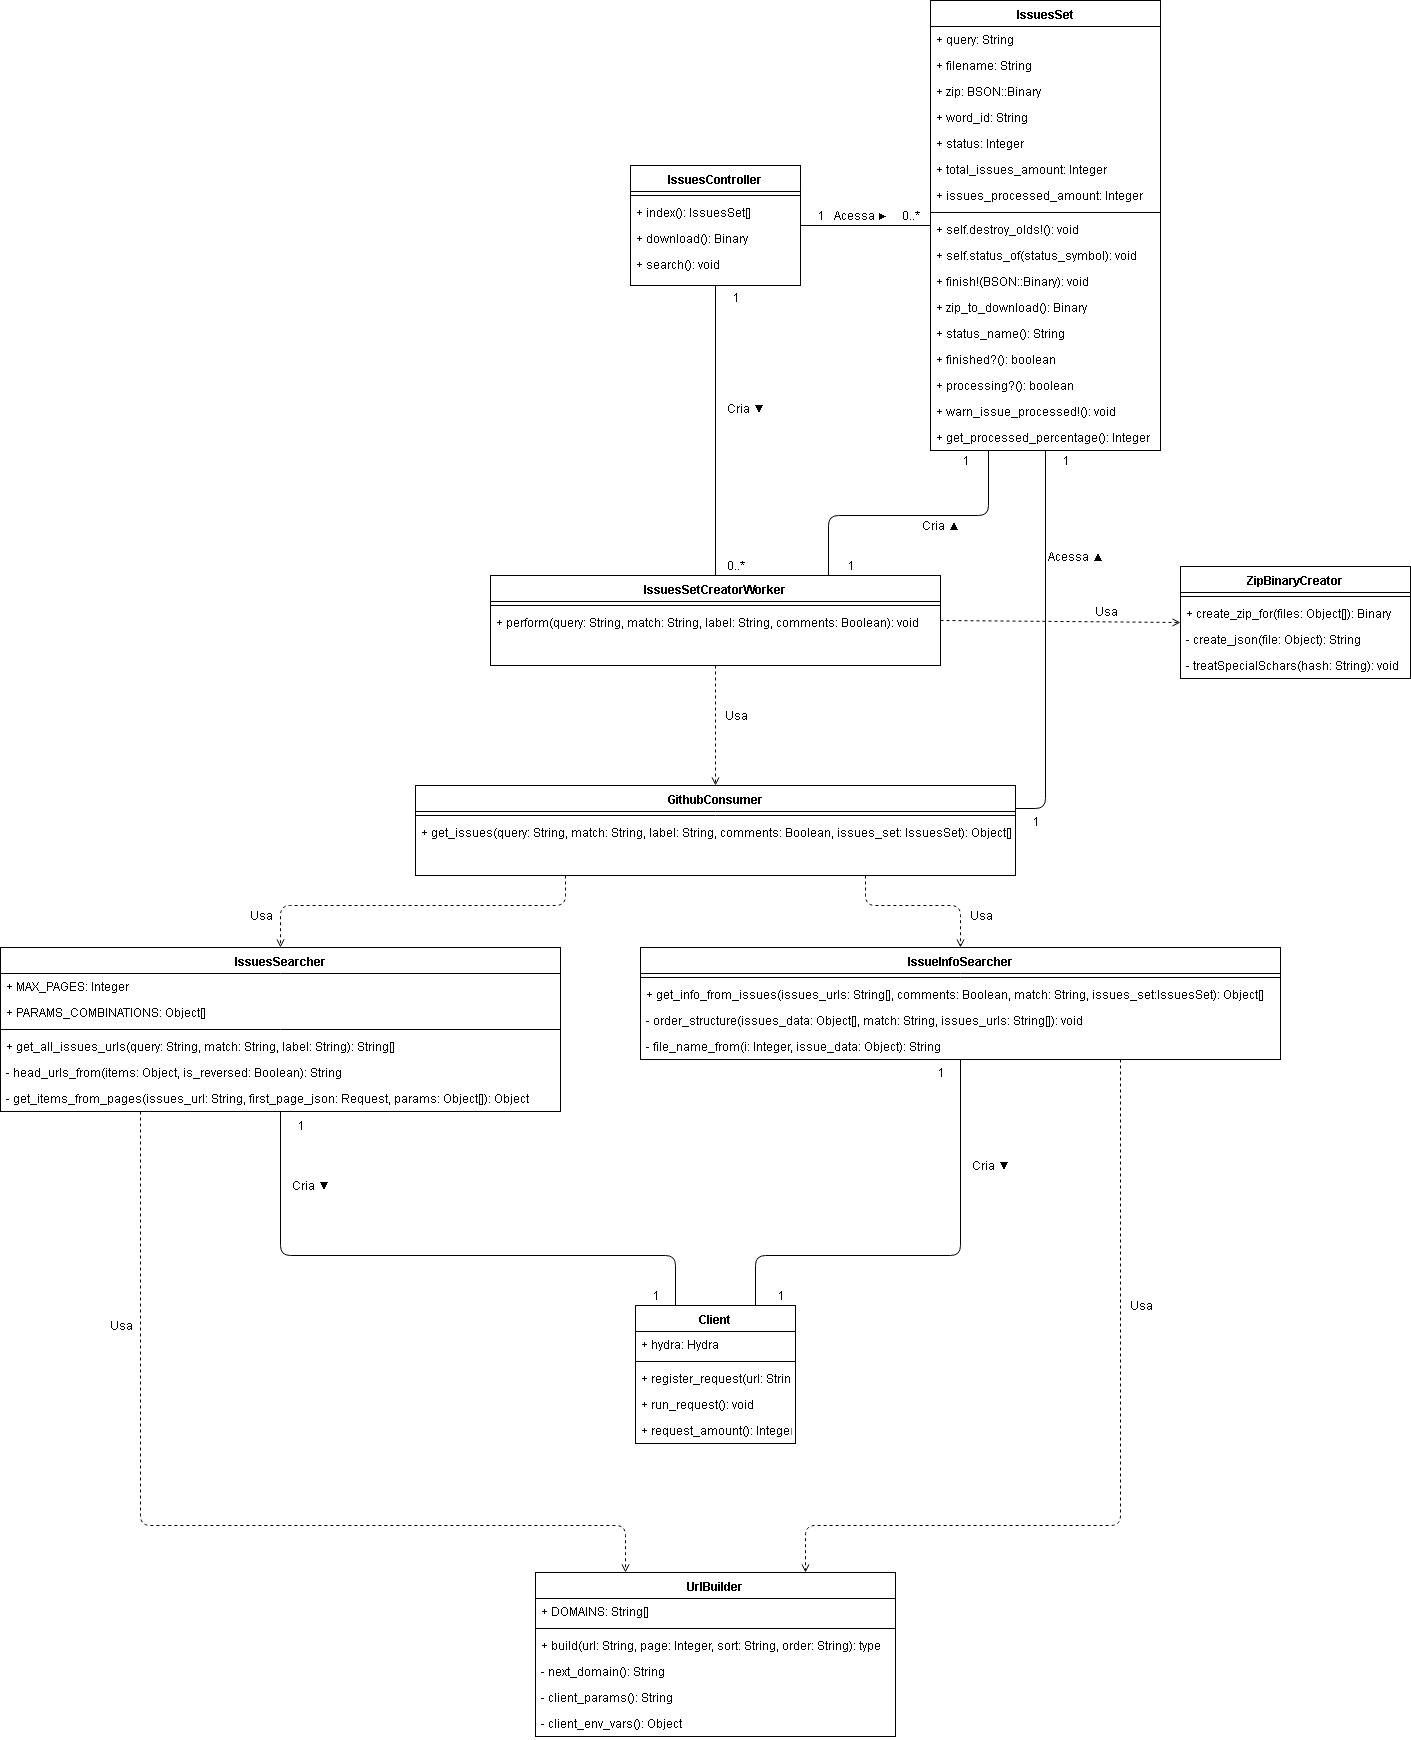 IssuesSet
+ query: String
+ filename: String
+ zip: BSON::Binary
+ word_id: String
+ status: Integer
+ total_issues_amount: Integer
+ issues_processed_amount: Integer
+ self.destroy_olds!(): void
+ self.status_of(status_symbol): void
+ finish!(BSON::Binary): void
+ zip_to_download(): Binary
+ status_name(): String
+ finished?(): boolean
+ processing?(): boolean
+ warn_issue_processed!(): void
+ get_processed_percentage(): Integer
IssuesController
+ index(): IssuesSet[]
+ download(): Binary
+ search(): void
1 Acessa ► 0..*
1
Cria ▼
0..*
1
1
Cria ▲
1
Acessa ▲
1
IssuesSetCreatorWorker
+ perform(query: String, match: String, label: String, comments: Boolean): void
Usa
ZipBinaryCreator
+ create_zip_for(files: Object[]): Binary
- create_json(file: Object): String
- treatSpecialSchars(hash: String): void
Usa
GithubConsumer
+ get_issues(query: String, match: String, label: String, comments: Boolean, issues_set: IssuesSet): Object[]
Usa
Usa
IssuesSearcher
+ MAX_PAGES: Integer
+ PARAMS_COMBINATIONS: Object[]
+ get_all_issues_urls(query: String, match: String, label: String): String[]
- head_urls_from(items: Object, is_reversed: Boolean): String
- get_items_from_pages(issues_url: String, first_page_json: Request, params: Object[]): Object
IssueInfoSearcher
+ get_info_from_issues(issues_urls: String[], comments: Boolean, match: String, issues_set:IssuesSet): Object[]
- order_structure(issues_data: Object[], match: String, issues_urls: String[]): void
- file_name_from(i: Integer, issue_data: Object): String
1
Cria ▼
1
1
Cria ▼
1
Usa
Usa
Client
+ hydra: Hydra
+ register_request(url: Strin
+ run_request(): void
+ request_amount(): Intege
UrlBuilder
+ DOMAINS: String[]
+ build(url: String, page: Integer, sort: String, order: String): type
- next_domain(): String
- client_params(): String
- client_env_vars(): Object